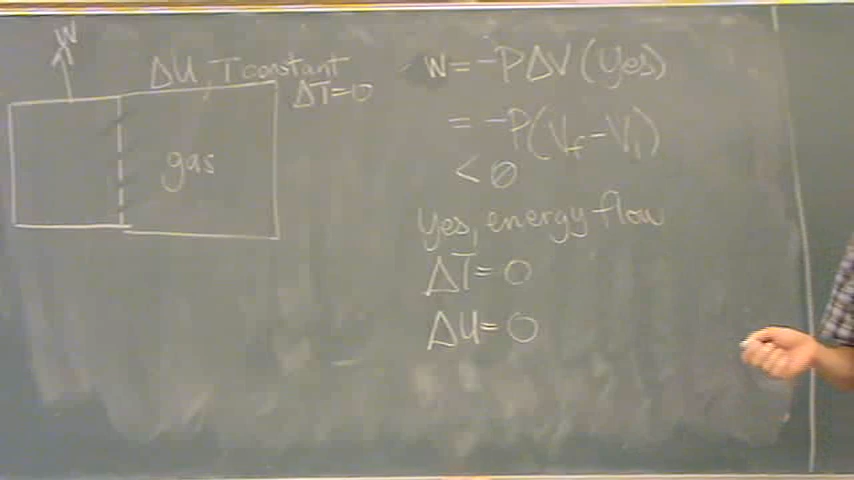 W
ΔU, T constant
ΔT=0
gas
W = -PΔV (yes)
= -P(Vf - Vi)
< 0
yes, energy flow
ΔT=0
ΔU=0